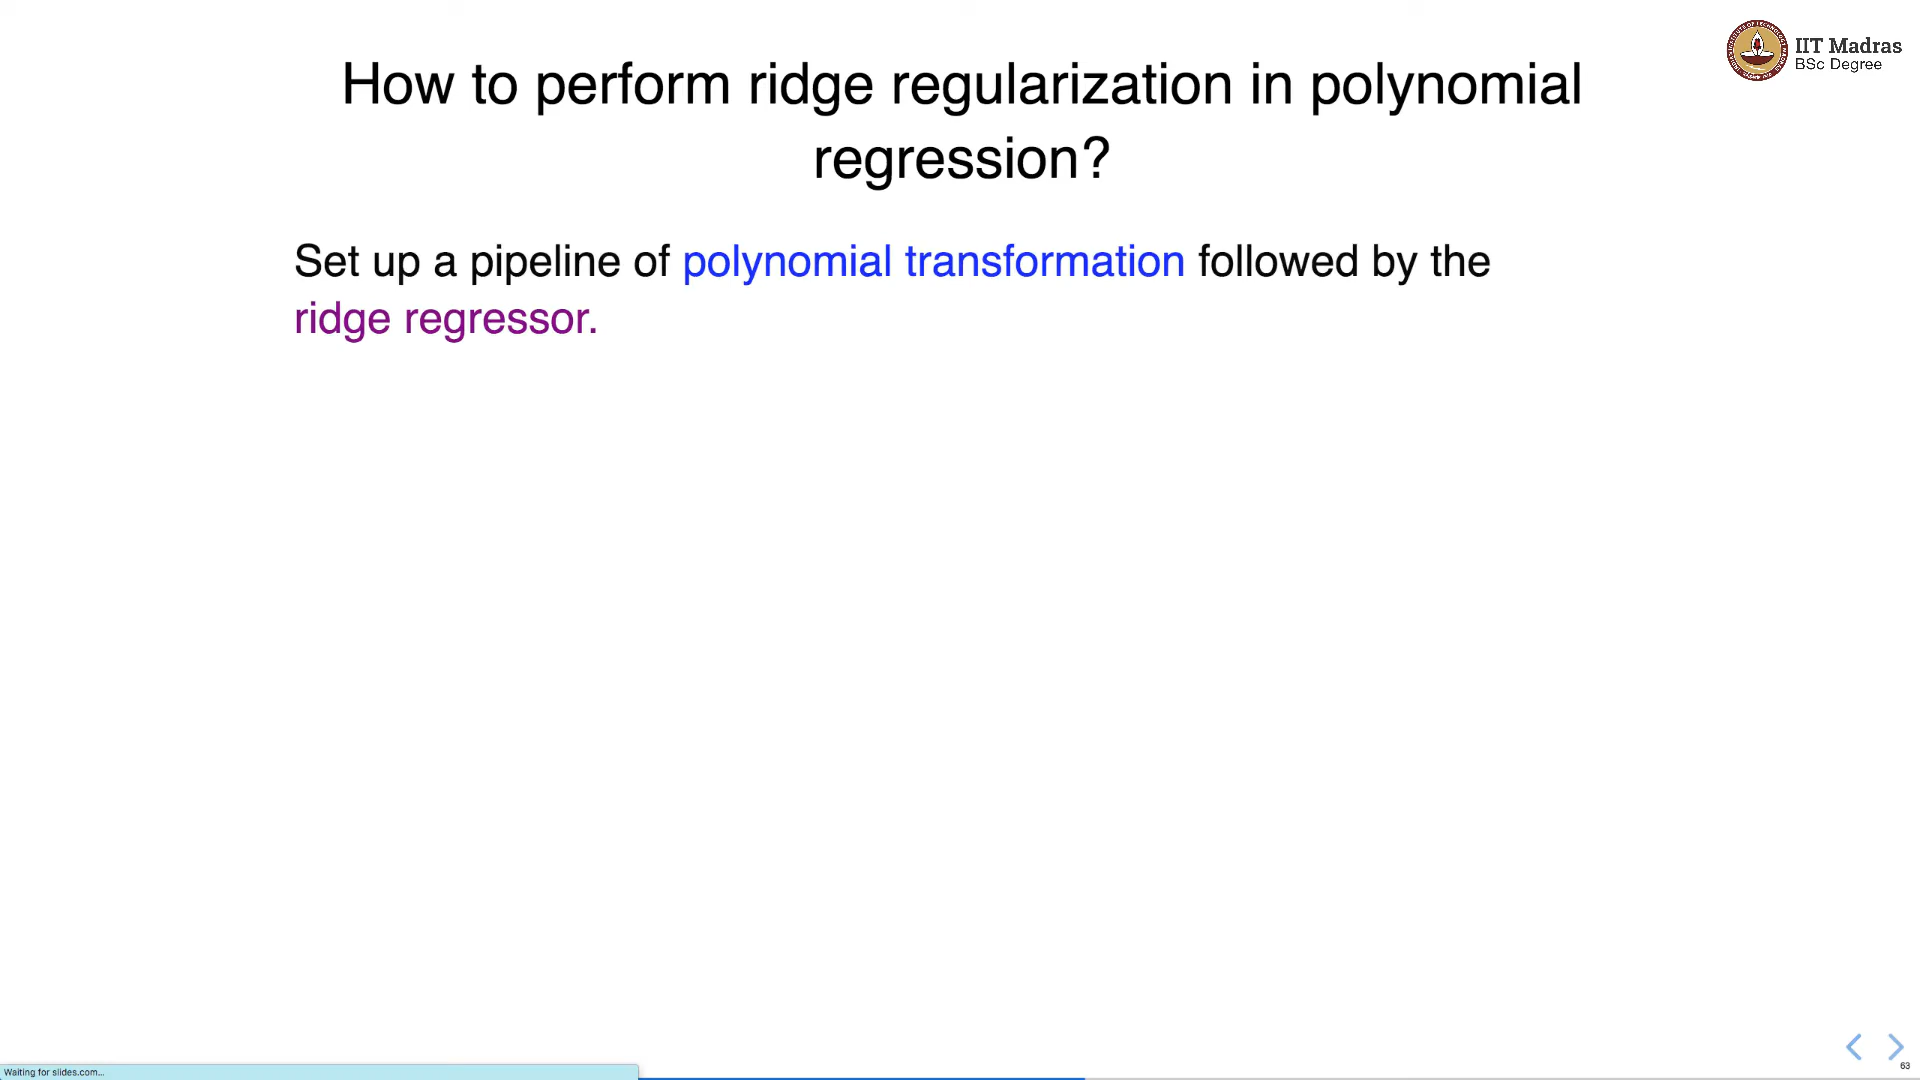 IIT Madras
BSc Degree
How to perform ridge regularization in polynomial
regression?
Set up a pipeline of polynomial transformation followed by the
ridge regressor.
63
Waiting for slides.com...